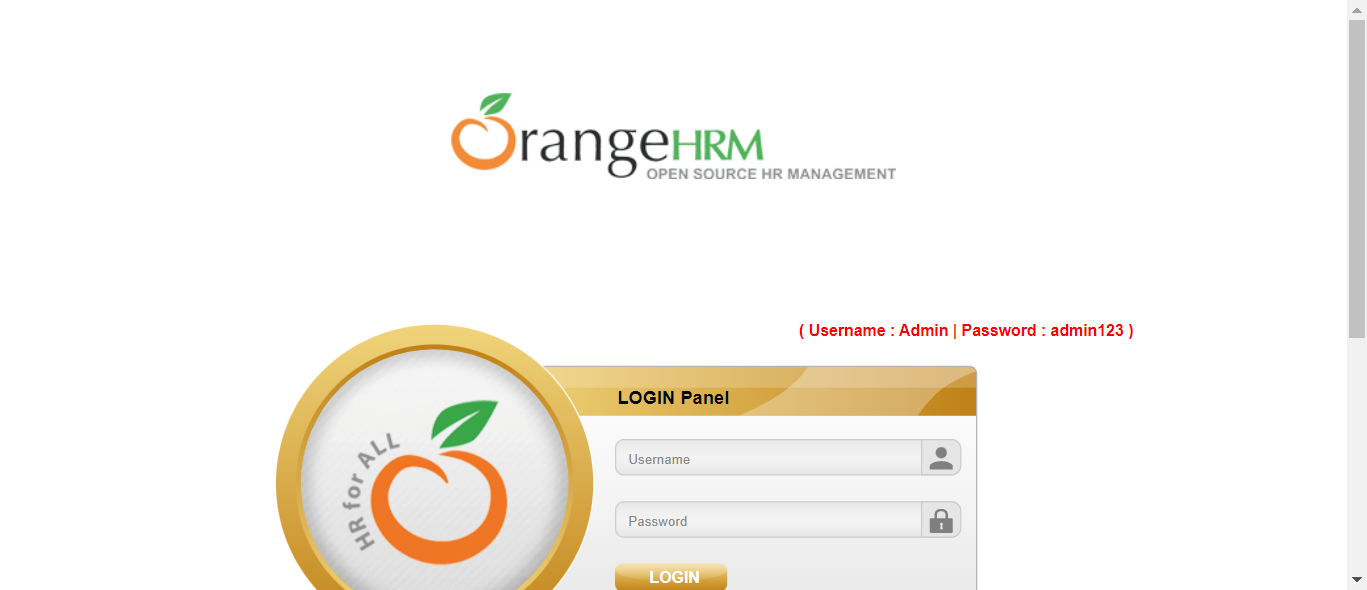 OrangeHRM
OPEN SOURCE HR MANAGEMENT
( Username : Admin | Password : admin123 )
LOGIN Panel
HR for ALL
Username
Password
LOGIN